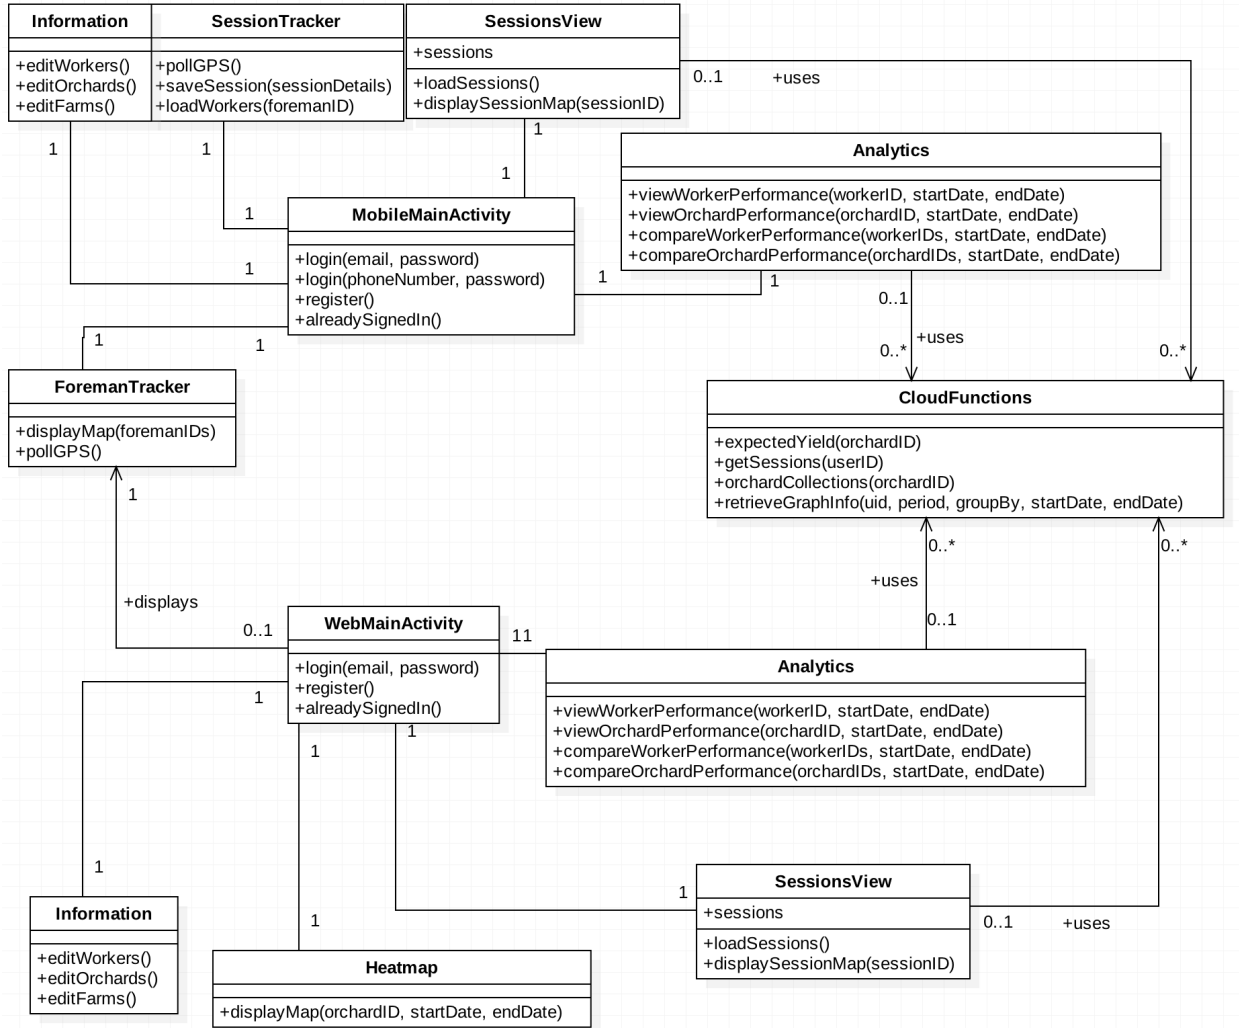 Information
+editWorkers()
+editOrchards()
+editFarms()
SessionTracker
+pollGPS()
+saveSession(sessionDetails)
+loadWorkers(foremanID)
SessionsView
+sessions
+loadSessions()
+displaySessionMap(sessionID)
0..1
+uses
1
1
1
1
Analytics
+viewWorkerPerformance(workerID, startDate, endDate)
+viewOrchardPerformance(orchardID, startDate, endDate)
+compareWorkerPerformance(workerIDs, startDate, endDate)
+compareOrchardPerformance(orchardIDs, startDate, endDate)
1
1
MobileMainActivity
+login(email, password)
+login(phoneNumber, password)
+register()
+alreadySignedIn()
1
1
0..1
+uses
0..*
0..*
1
1
ForemanTracker
+displayMap(foremanIDs)
+pollGPS()
CloudFunctions
+expectedYield(orchardID)
+getSessions(userID)
+orchardCollections(orchardID)
+retrieveGraphInfo(uid, period, groupBy, startDate, endDate)
1
0..*
0..*
+uses
+displays
0..1
0..1
WebMainActivity
+login(email, password)
+register()
+alreadySignedIn()
11
Analytics
+viewWorkerPerformance(workerID, startDate, endDate)
+viewOrchardPerformance(orchardID, startDate, endDate)
+compareWorkerPerformance(workerIDs, startDate, endDate)
+compareOrchardPerformance(orchardIDs, startDate, endDate)
1
1
1
1
1
SessionsView
+sessions
+loadSessions()
+displaySessionMap(sessionID)
0..1
+uses
Information
+editWorkers()
+editOrchards()
+editFarms()
1
Heatmap
+displayMap(orchardID, startDate, endDate)